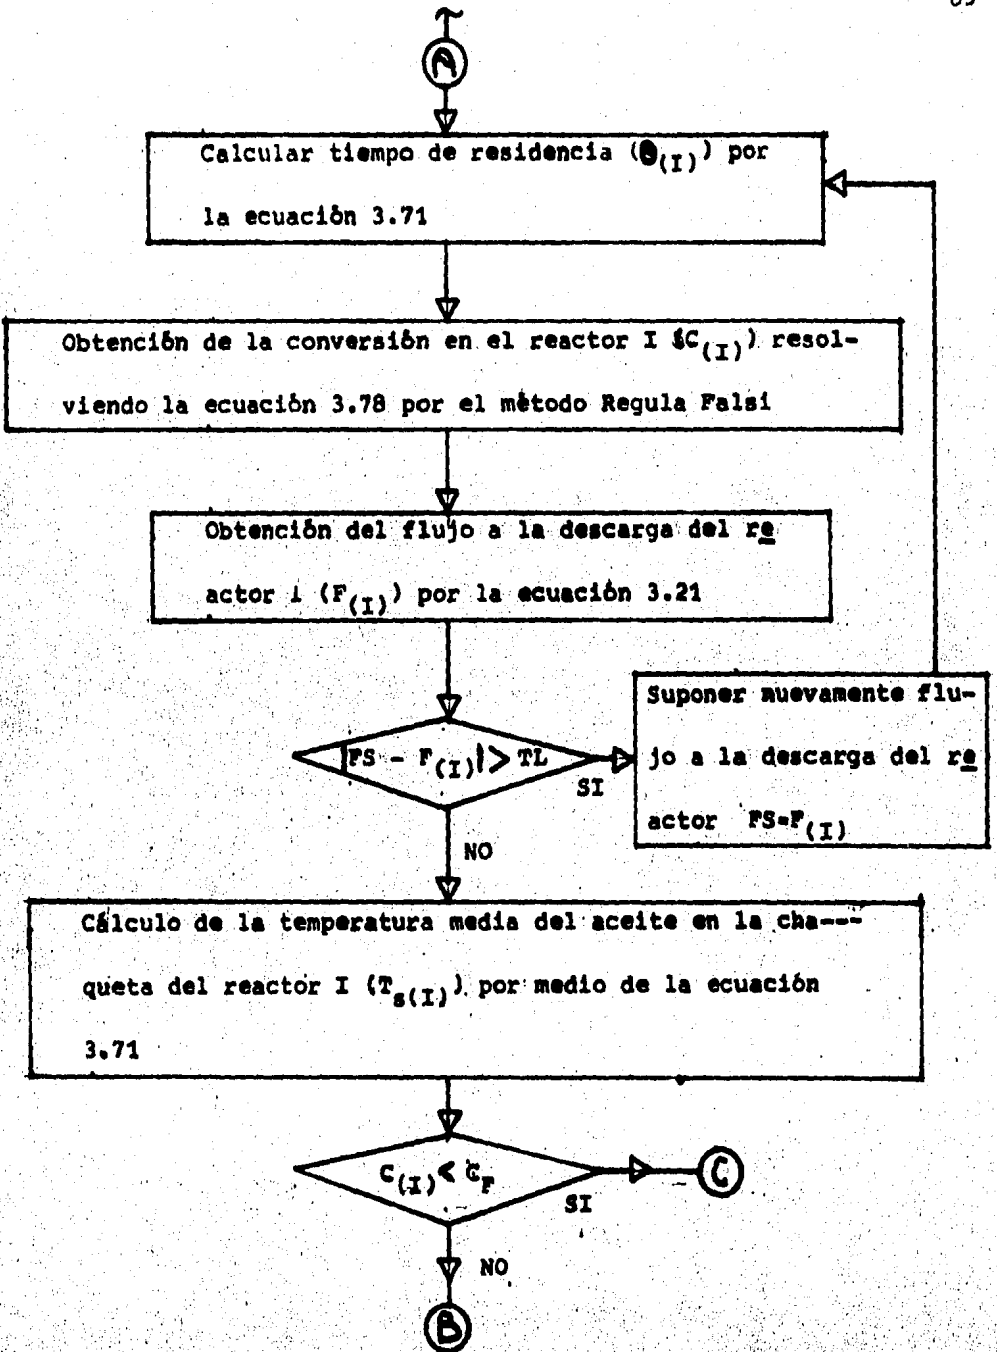 A
Calcular tiempo de residencia (θ(I)) por
la ecuación 3.71
Obtención de la conversión en el reactor I (C(I)) resol-
viendo la ecuación 3.78 por el método Regula Falsi
Obtención del flujo a la descarga del re
actor I (F(I)) por la ecuación 3.21
Suponer nuevamente flu-
jo a la descarga del re
actor FS=F(I)
|FS - F(I)| > TL
SI
NO
Cálculo de la temperatura media del aceite en la cha---
queta del reactor I (Ts(I)) por medio de la ecuación
3.71
C(I) < CF
SI
C
NO
B